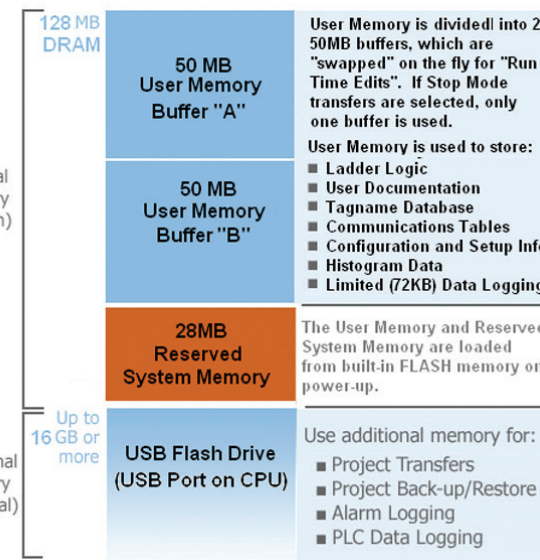 128 MB
DRAM
50 MB
User Memory
Buffer "A"
User Memory is divided into 2
50MB buffers, which are
"swapped" on the fly for "Run
Time Edits". If Stop Mode
transfers are selected, only
one buffer is used.
User Memory is used to store:
Ladder Logic
User Documentation
Tagname Database
Communications Tables
Configuration and Setup Info
Histogram Data
Limited (72KB) Data Logging
50 MB
User Memory
Buffer "B"
28MB
Reserved
System Memory
The User Memory and Reserved
System Memory are loaded
from built-in FLASH memory on
power-up.
Up to
16 GB or
more
USB Flash Drive
(USB Port on CPU)
Use additional memory for:
Project Transfers
Project Back-up/Restore
Alarm Logging
PLC Data Logging